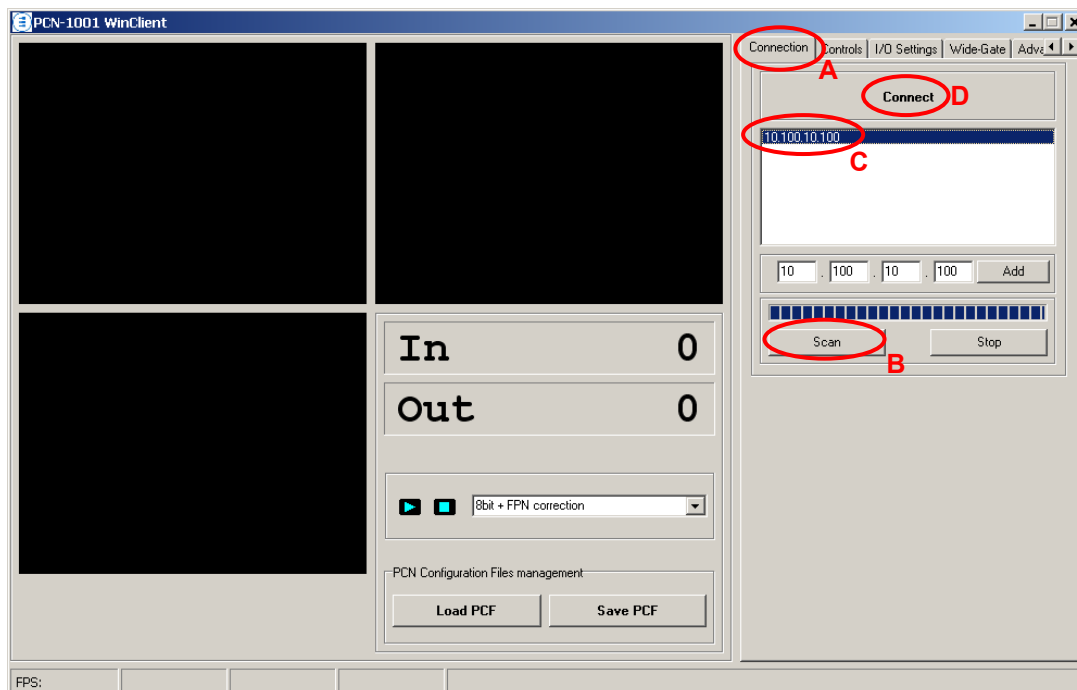 PCN-1001 WinClient
Connection Controls I/O Settings Wide-Gate Adva
A
Connect D
10.100.10.100
C
10 . 100 . 10 . 100 Add
Scan Stop
B
In 0
Out 0
8bit + FPN correction
PCN Configuration Files management
Load PCF Save PCF
FPS: